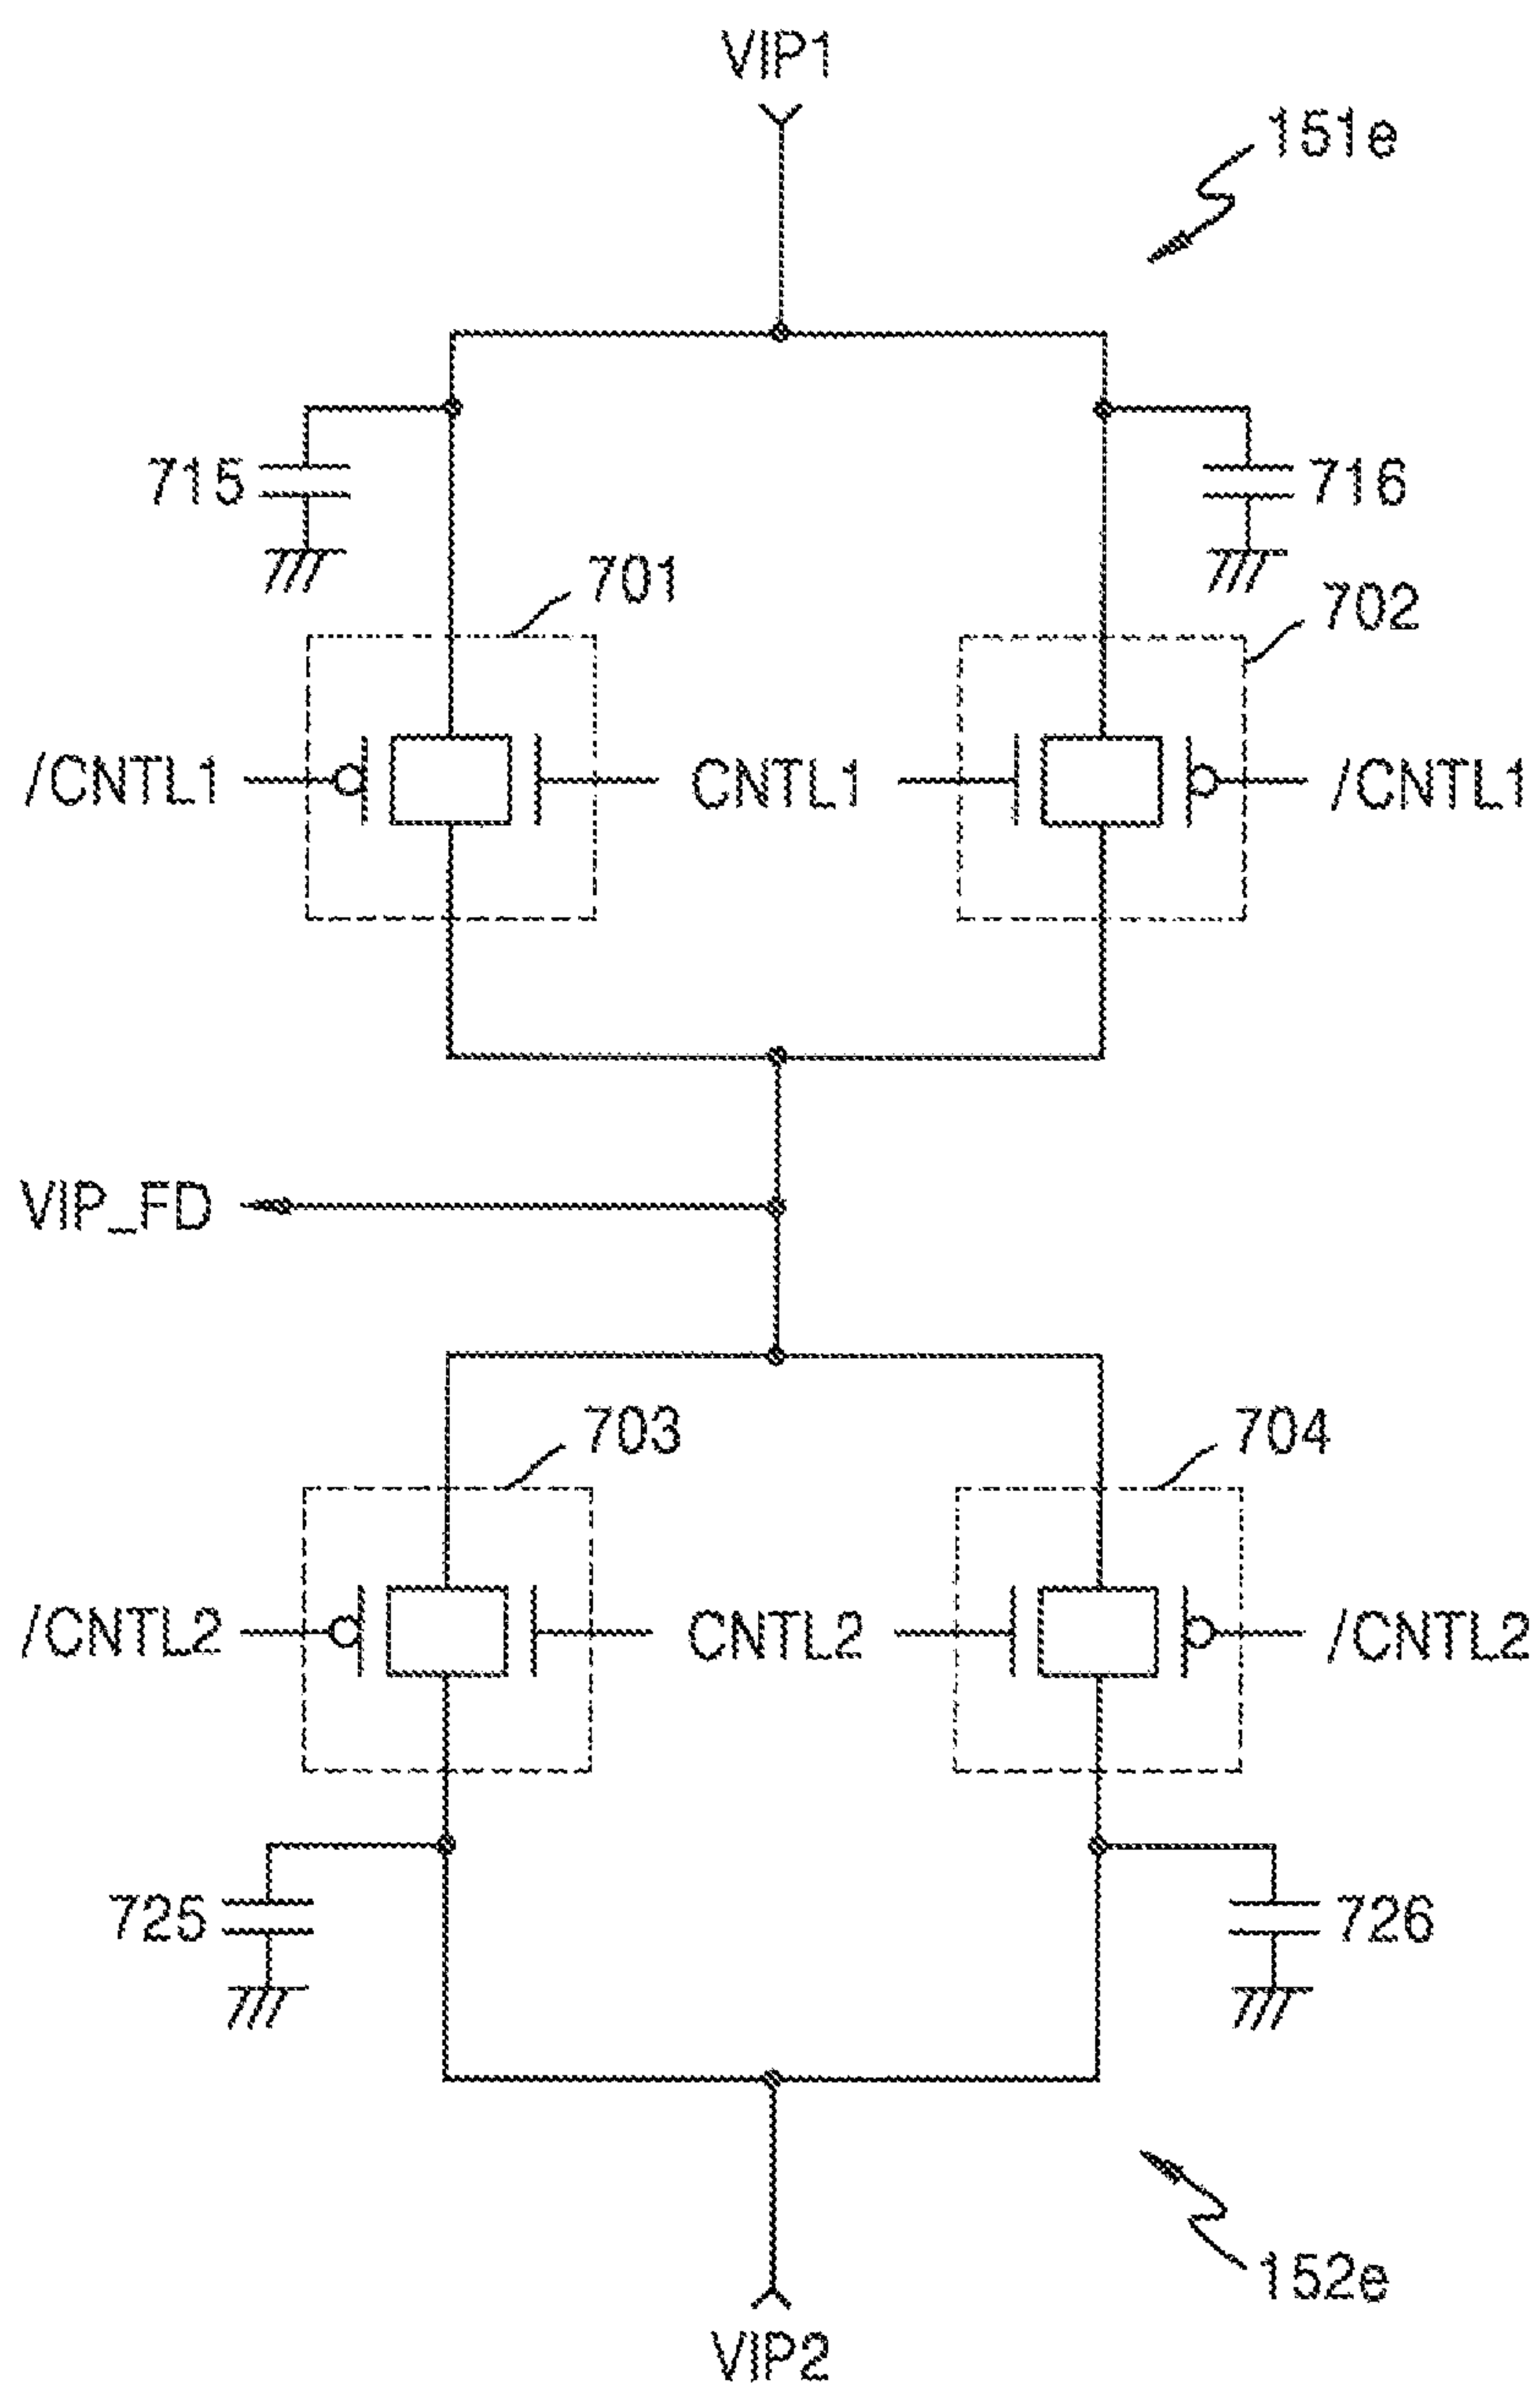 VIP1
151e
715
716
701
702
/CNTL1 CNTL1 /CNTL1
VIP_FD
703
704
/CNTL2 CNTL2 /CNTL2
725
726
152e
VIP2